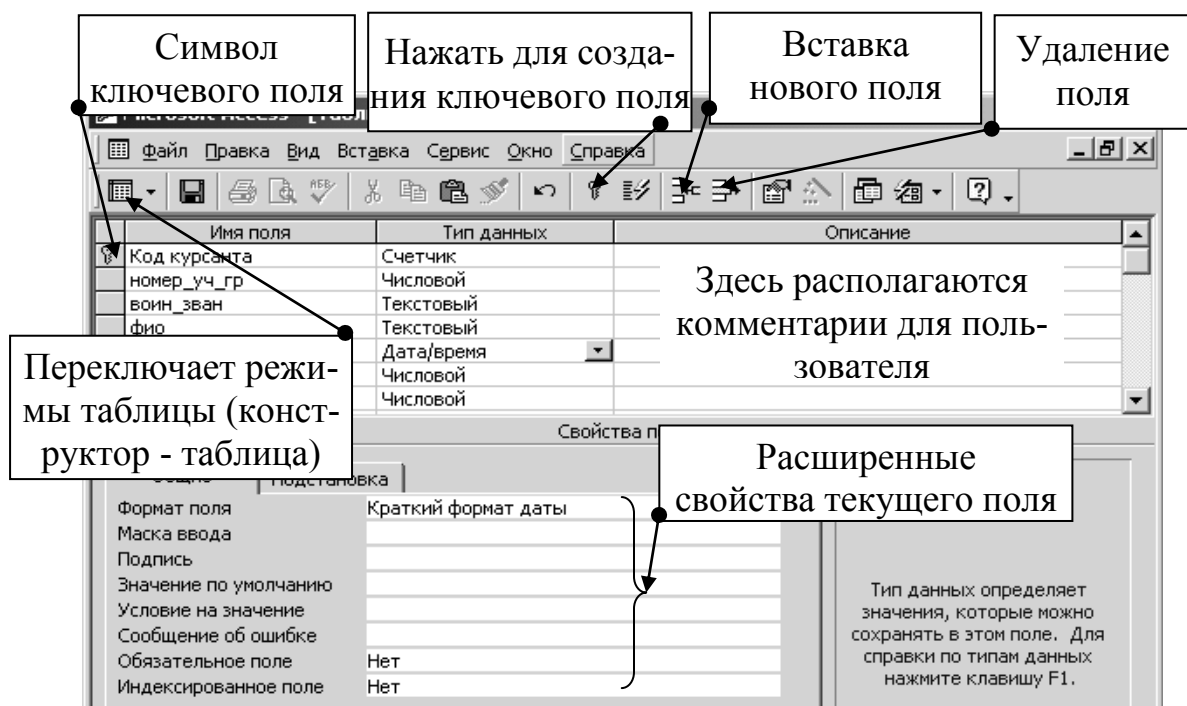 Символ
ключевого поля
Нажать для созда-
ния ключевого поля
Вставка
нового поля
Удаление
поля
Файл Правка Вид Вставка Сервис Окно Справка
Имя поля Тип данных Описание
Код курсанта Счетчик
номер_уч_гр Числовой
воин_зван Текстовый
фио Текстовый
Дата/время
Числовой
Числовой
Здесь располагаются
комментарии для поль-
зователя
Переключает режи-
мы таблицы (конст-
руктор - таблица)
Свойства
Расширенные
свойства текущего поля
Общие Подстановка
Формат поля Краткий формат даты
Маска ввода
Подпись
Значение по умолчанию
Условие на значение
Сообщение об ошибке
Обязательное поле Нет
Индексированное поле Нет
Тип данных определяет
значения, которые можно
сохранять в этом поле. Для
справки по типам данных
нажмите клавишу F1.